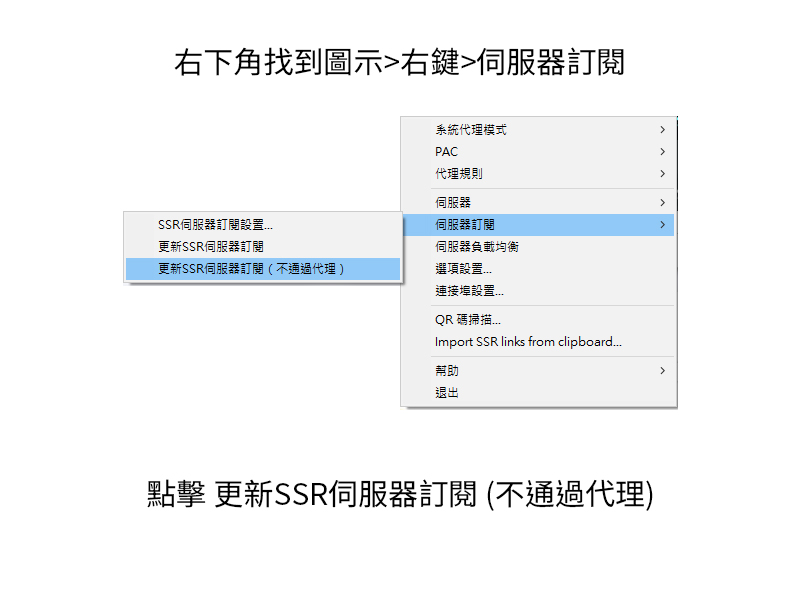 右下角找到圖示>右鍵>伺服器訂閱
系統代理模式
PAC
代理規則
伺服器
伺服器訂閱
伺服器負載均衡
選項設置...
連接埠設置...
QR 碼掃描...
Import SSR links from clipboard...
幫助
退出
SSR伺服器訂閱設置...
更新SSR伺服器訂閱
更新SSR伺服器訂閱（不通過代理）
點擊 更新SSR伺服器訂閱 (不通過代理)